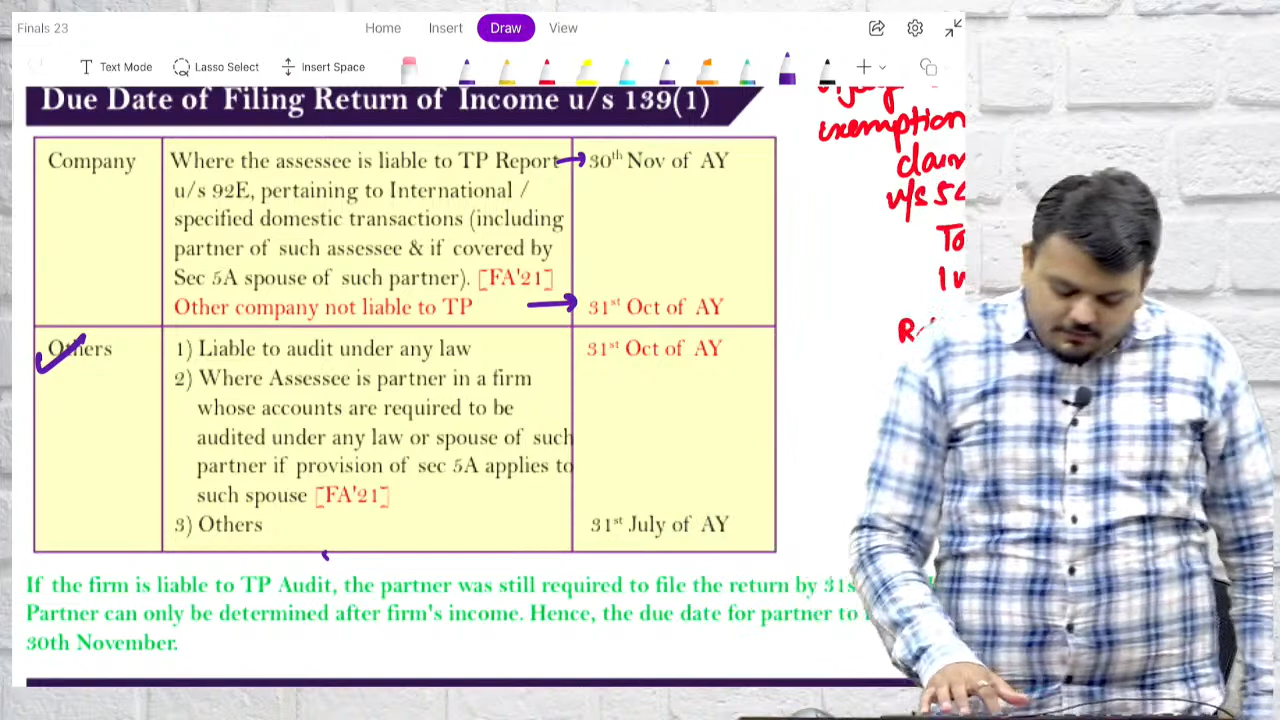 Finals 23
Home Insert Draw View
Text Mode Lasso Select Insert Space
Due Date of Filing Return of Income u/s 139(1)
Company
Where the assessee is liable to TP Report
u/s 92E, pertaining to International /
specified domestic transactions (including
partner of such assessee & if covered by
Sec 5A spouse of such partner). [FA'21]
Other company not liable to TP
30th Nov of AY
31st Oct of AY
Others
1) Liable to audit under any law
2) Where Assessee is partner in a firm
whose accounts are required to be
audited under any law or spouse of such
partner if provision of sec 5A applies to
such spouse [FA'21]
3) Others
31st Oct of AY
31st July of AY
If the firm is liable to TP Audit, the partner was still required to file the return by 31s
Partner can only be determined after firm's income. Hence, the due date for partner to
30th November.
exemption
claim
u/s 54
To